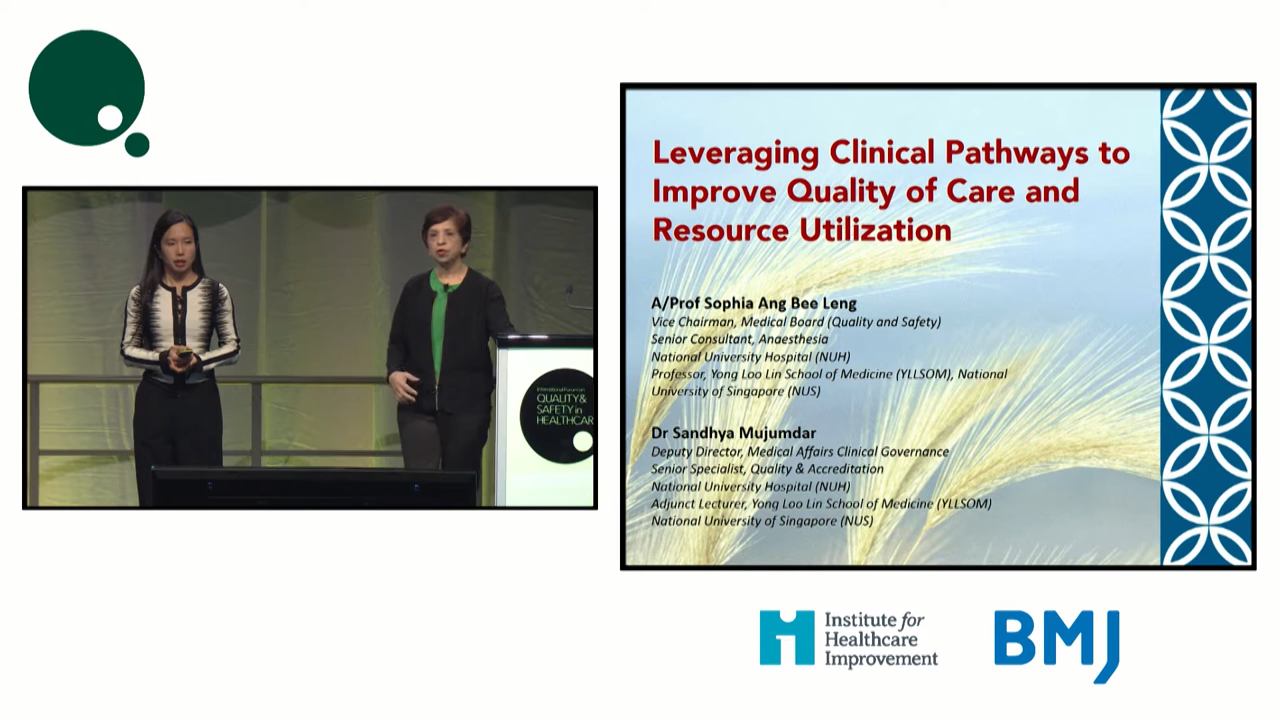 International Forum on
QUALITY &
SAFETY in
HEALTHCAR
Leveraging Clinical Pathways to
Improve Quality of Care and
Resource Utilization
A/Prof Sophia Ang Bee Leng
Vice Chairman, Medical Board (Quality and Safety)
Senior Consultant, Anaesthesia
National University Hospital (NUH)
Professor, Yong Loo Lin School of Medicine (YLLSOM), National
University of Singapore (NUS)
Dr Sandhya Mujumdar
Deputy Director, Medical Affairs Clinical Governance
Senior Specialist, Quality & Accreditation
National University Hospital (NUH)
Adjunct Lecturer, Yong Loo Lin School of Medicine (YLLSOM)
National University of Singapore (NUS)
Institute for
Healthcare
Improvement
BMJ